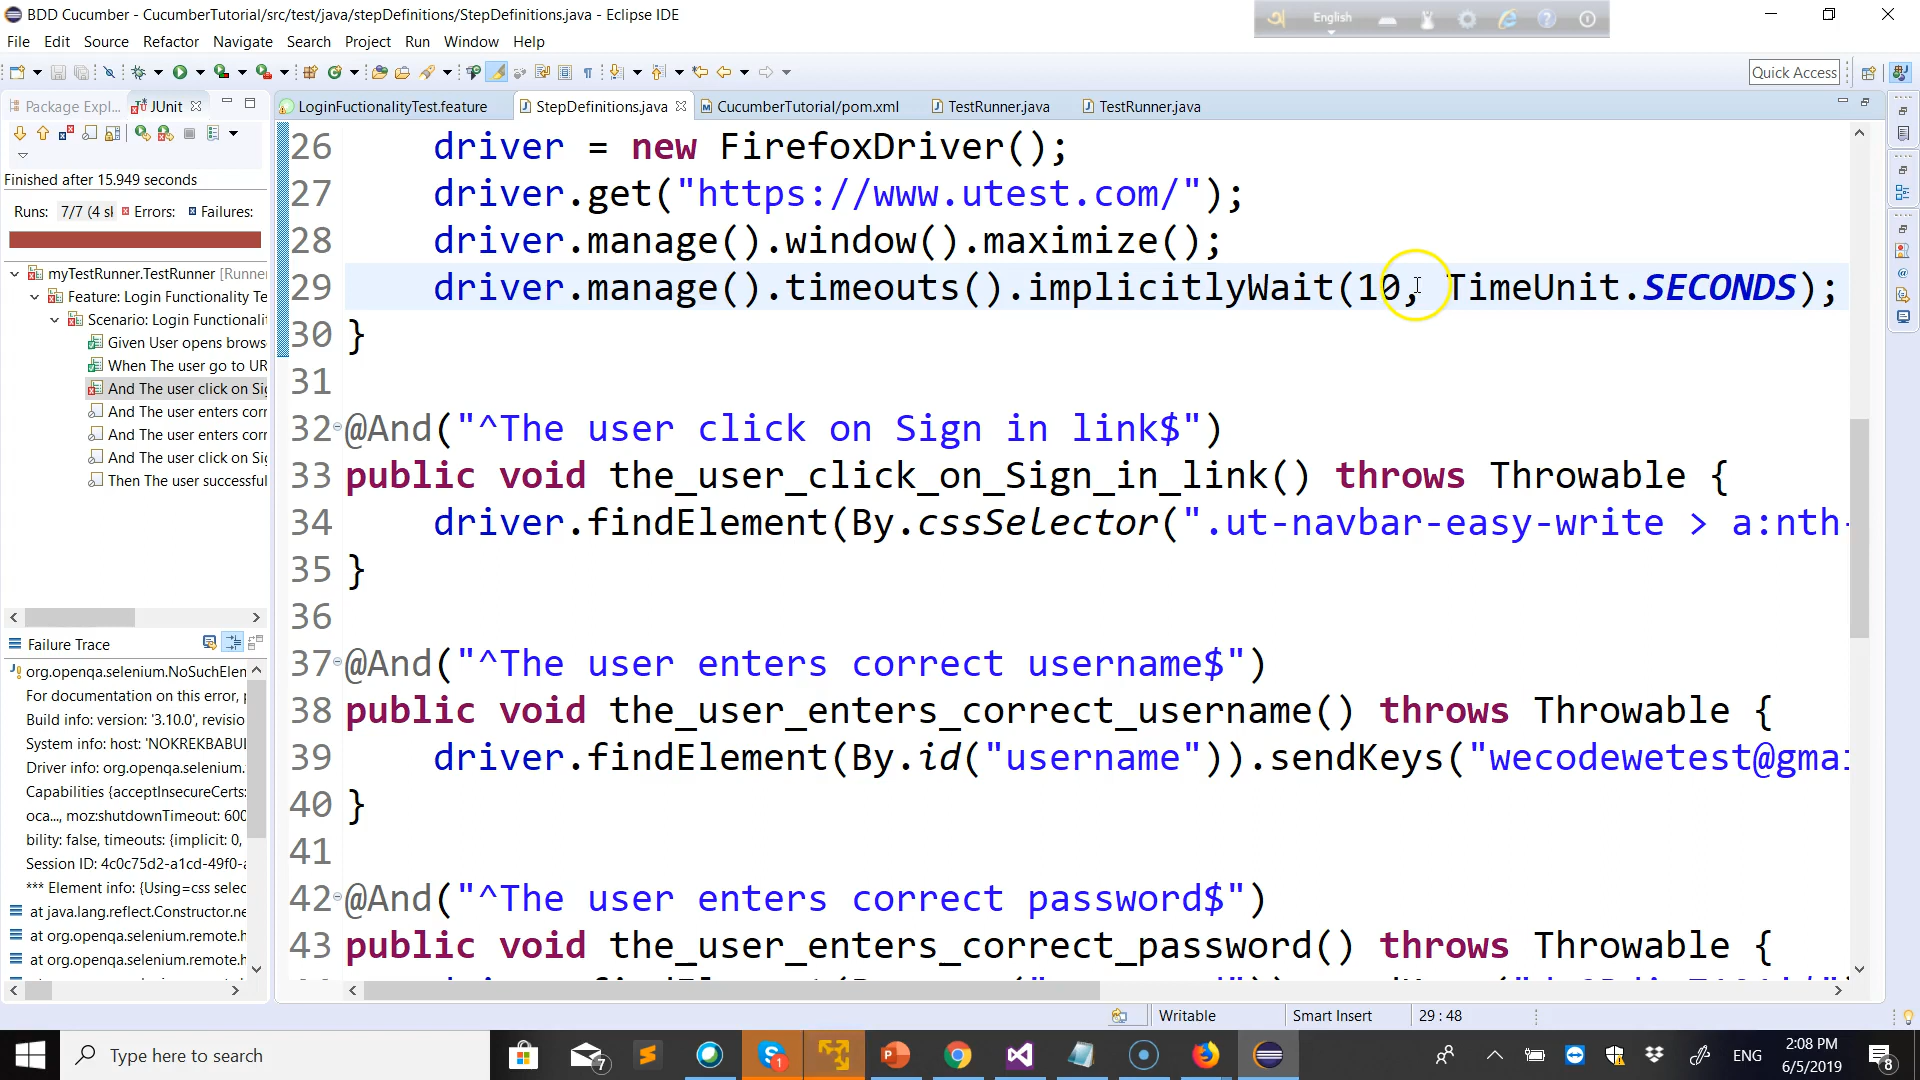 BDD Cucumber - CucumberTutorial/src/test/java/stepDefinitions/StepDefinitions.java - Eclipse IDE
English
File Edit Source Refactor Navigate Search Project Run Window Help
Quick Access
Package Expl... JUnit
LoginFuctionalityTest.feature StepDefinitions.java CucumberTutorial/pom.xml TestRunner.java TestRunner.java
Finished after 15.949 seconds
Runs: 7/7 (4 sl Errors: Failures:
myTestRunner.TestRunner [Runner
Feature: Login Functionality Te
Scenario: Login Functionali
Given User opens brows
When The user go to UR
And The user click on Sig
And The user enters corr
And The user enters corr
And The user click on Sig
Then The user successful
Failure Trace
org.openqa.selenium.NoSuchElen
For documentation on this error, p
Build info: version: '3.10.0', revisio
System info: host: 'NOKREKBABUI
Driver info: org.openqa.selenium.
Capabilities {acceptInsecureCerts:
oca..., moz:shutdownTimeout: 600
bility: false, timeouts: {implicit: 0,
Session ID: 4c0c75d2-a1cd-49f0-a
*** Element info: {Using=css selec
at java.lang.reflect.Constructor.ne
at org.openqa.selenium.remote.h
at org.openqa.selenium.remote.h
26 driver = new FirefoxDriver();
27 driver.get("https://www.utest.com/");
28 driver.manage().window().maximize();
29 driver.manage().timeouts().implicitlyWait(10, TimeUnit.SECONDS);
30 }
31
32 @And("^The user click on Sign in link$")
33 public void the_user_click_on_Sign_in_link() throws Throwable {
34 driver.findElement(By.cssSelector(".ut-navbar-easy-write > a:nth-
35 }
36
37 @And("^The user enters correct username$")
38 public void the_user_enters_correct_username() throws Throwable {
39 driver.findElement(By.id("username")).sendKeys("wecodewetest@gmai
40 }
41
42 @And("^The user enters correct password$")
43 public void the_user_enters_correct_password() throws Throwable {
Writable Smart Insert 29 : 48
Type here to search
7
1
ENG
2:08 PM
6/5/2019
8